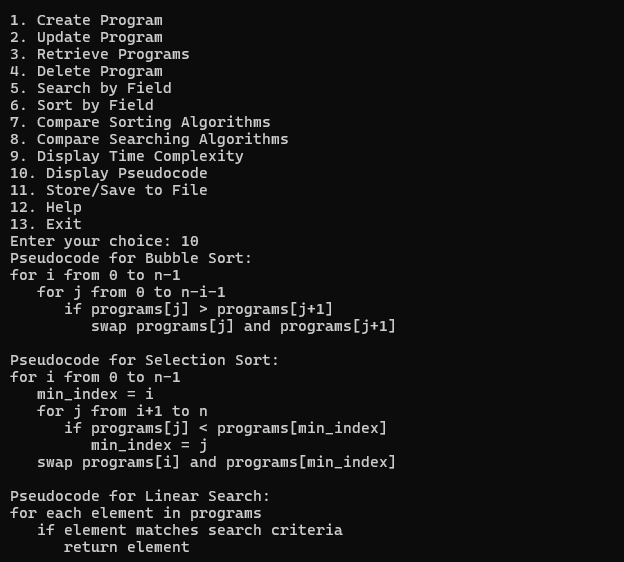 1. Create Program
2. Update Program
3. Retrieve Programs
4. Delete Program
5. Search by Field
6. Sort by Field
7. Compare Sorting Algorithms
8. Compare Searching Algorithms
9. Display Time Complexity
10. Display Pseudocode
11. Store/Save to File
12. Help
13. Exit
Enter your choice: 10
Pseudocode for Bubble Sort:
for i from 0 to n-1
   for j from 0 to n-i-1
      if programs[j] > programs[j+1]
         swap programs[j] and programs[j+1]

Pseudocode for Selection Sort:
for i from 0 to n-1
   min_index = i
   for j from i+1 to n
      if programs[j] < programs[min_index]
         min_index = j
   swap programs[i] and programs[min_index]

Pseudocode for Linear Search:
for each element in programs
   if element matches search criteria
      return element